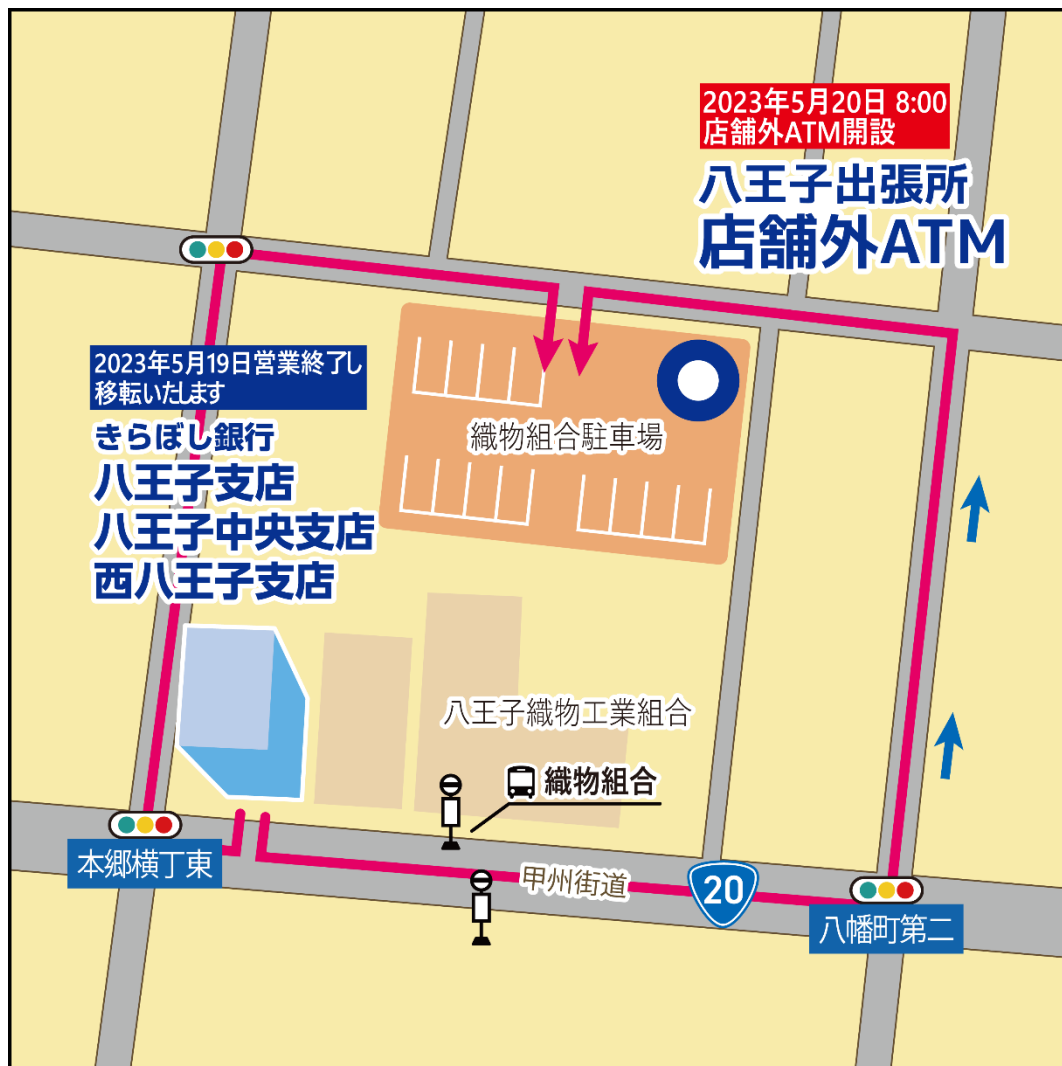 2023年5月20日 8:00
店舗外ATM開設
八王子出張所
店舗外ATM
2023年5月19日営業終了し
移転いたします
きらぼし銀行
八王子支店
八王子中央支店
西八王子支店
織物組合駐車場
八王子織物工業組合
織物組合
本郷横丁東
甲州街道
20
八幡町第二